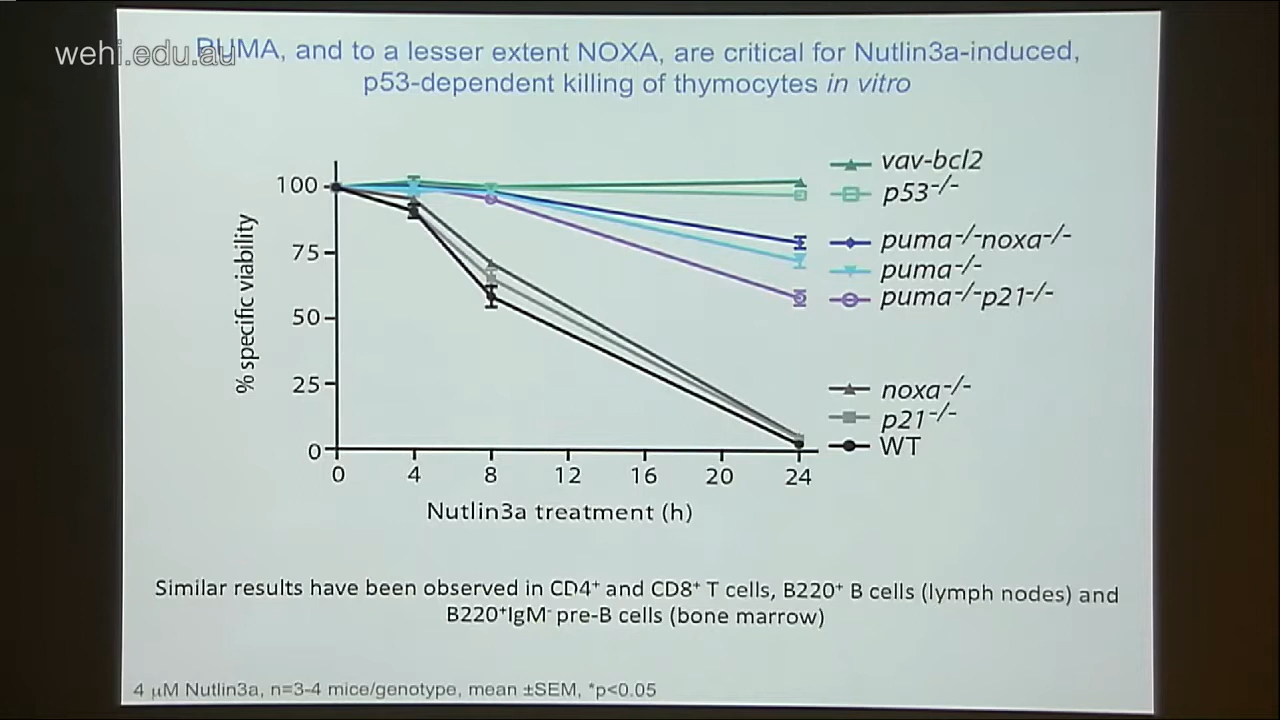 wehi.edu.au
PUMA, and to a lesser extent NOXA, are critical for Nutlin3a-induced,
p53-dependent killing of thymocytes in vitro
% specific viability
100
75
50
25
0
0 4 8 12 16 20 24
Nutlin3a treatment (h)
vav-bcl2
p53-/-
puma-/-noxa-/-
puma-/-
puma-/-p21-/-
noxa-/-
p21-/-
WT
Similar results have been observed in CD4+ and CD8+ T cells, B220+ B cells (lymph nodes) and
B220+IgM- pre-B cells (bone marrow)
4 μM Nutlin3a, n=3-4 mice/genotype, mean ±SEM, *p<0.05